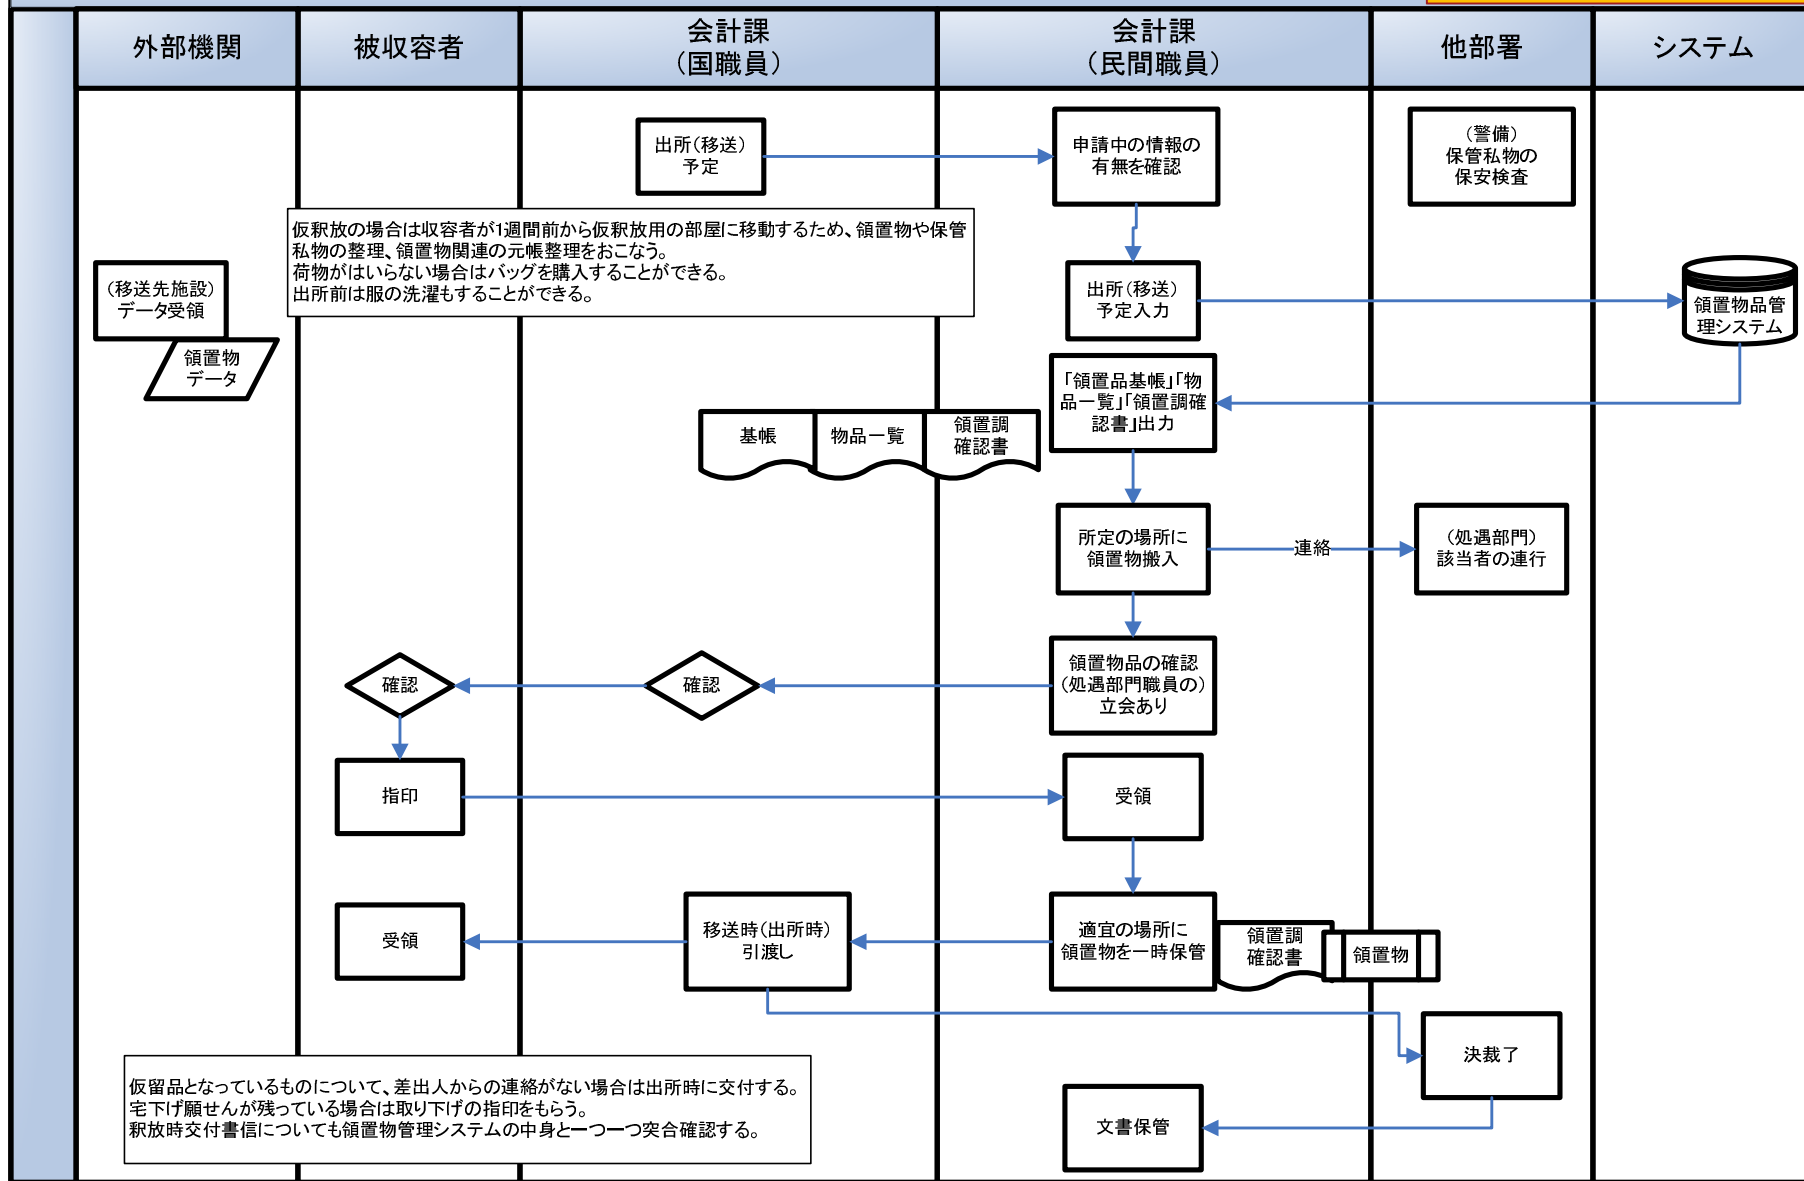 外部機関
被収容者
会計課
（国職員）
会計課
（民間職員）
他部署
システム
出所（移送）
予定
申請中の情報の
有無を確認
（警備）
保管私物の
保安検査
仮釈放の場合は収容者が1週間前から仮釈放用の部屋に移動するため、領置物や保管
私物の整理、領置物関連の元帳整理をおこなう。
荷物がはいらない場合はバッグを購入することができる。
出所前は服の洗濯もすることができる。
（移送先施設）
データ受領
領置物
データ
出所（移送）
予定入力
領置物品管
理システム
「領置品基帳」「物
品一覧」「領置調確
認書」出力
基帳
物品一覧
領置調
確認書
所定の場所に
領置物搬入
連絡
（処遇部門）
該当者の連行
領置物品の確認
（処遇部門職員の）
立会あり
確認
確認
指印
受領
受領
移送時（出所時）
引渡し
適宜の場所に
領置物を一時保管
領置調
確認書
領置物
決裁了
仮留品となっているものについて、差出人からの連絡がない場合は出所時に交付する。
宅下げ願せんが残っている場合は取り下げの指印をもらう。
釈放時交付書信についても領置物管理システムの中身と一つ一つ突合確認する。
文書保管